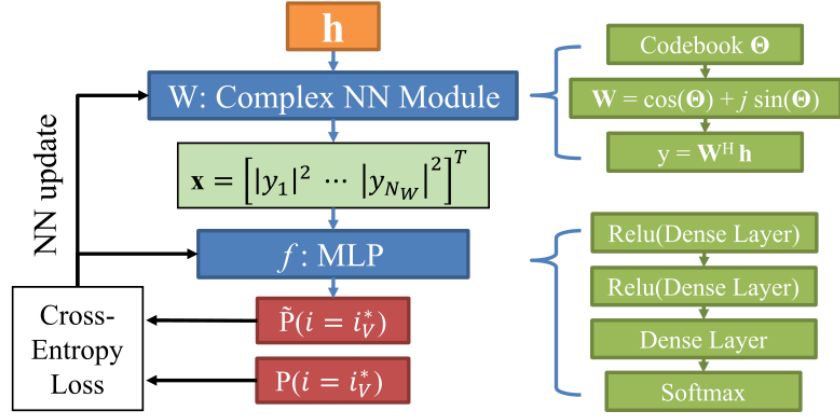 h
W: Complex NN Module
𝐱 = [|y₁|² ⋯ |y_{N_W}|²]ᵀ
f : MLP
P̃(i = i*_V)
P(i = i*_V)
NN update
Cross-
Entropy
Loss
Codebook Θ
W = cos(Θ) + j sin(Θ)
y = Wᴴ h
Relu(Dense Layer)
Relu(Dense Layer)
Dense Layer
Softmax